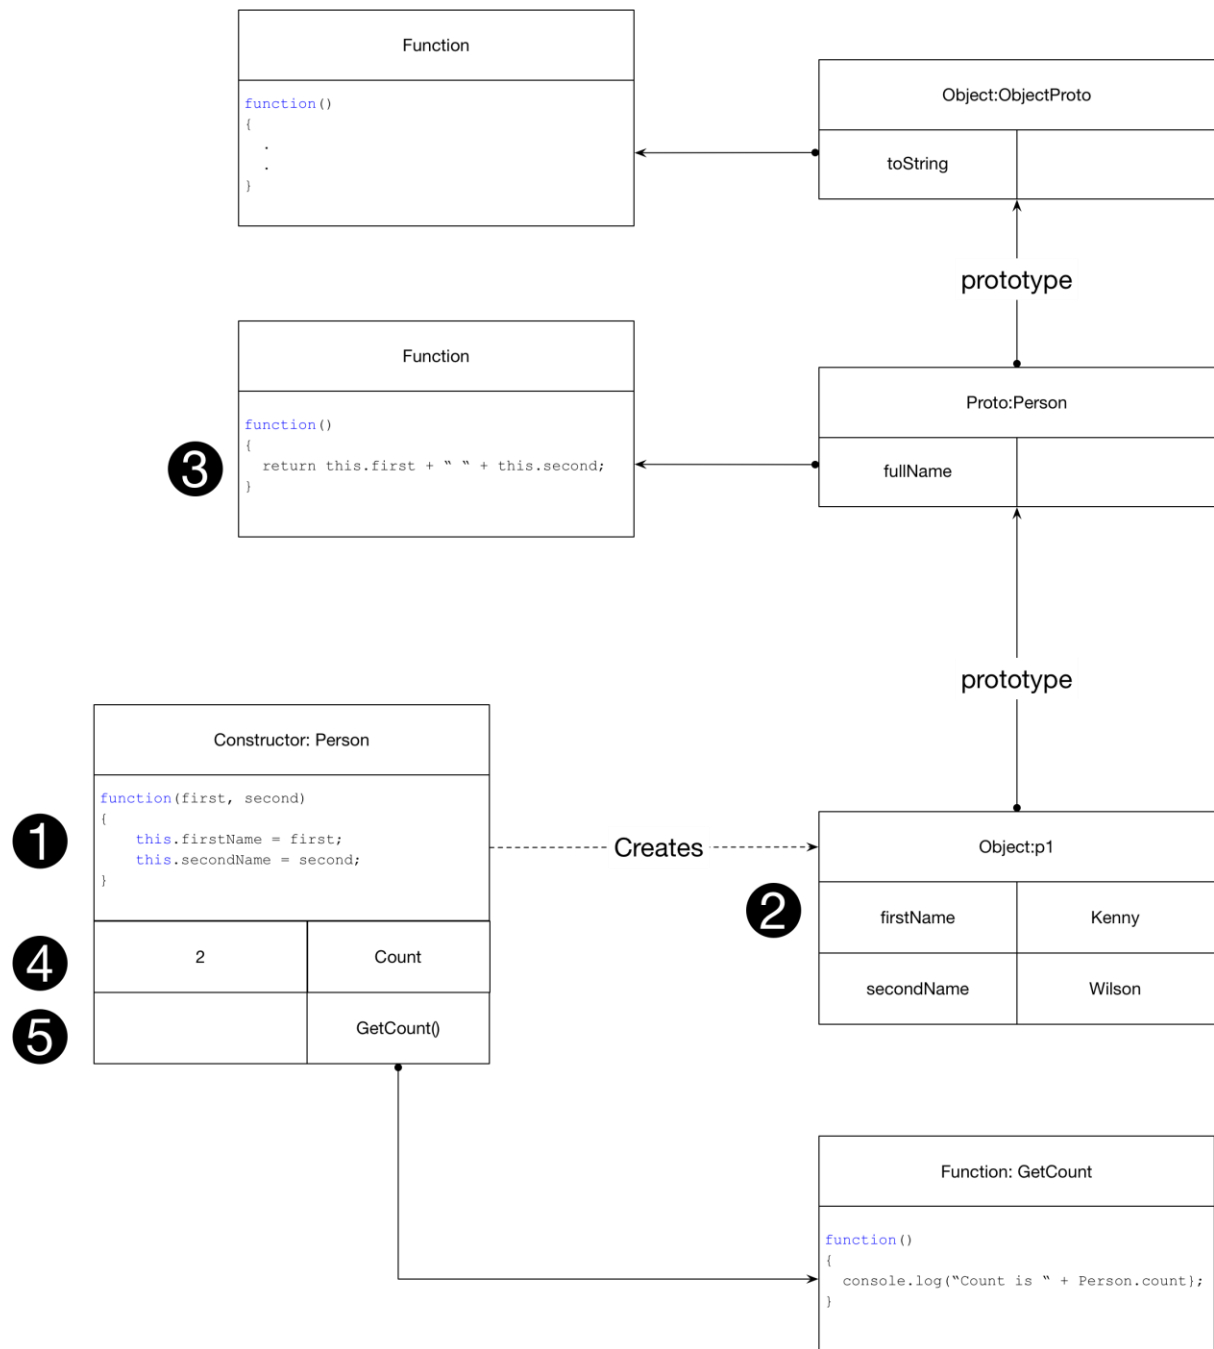 Function
function()
{
.
.
}
Object:ObjectProto
toString
prototype
Function
function()
{
return this.first + “ “ + this.second;
}
3
Proto:Person
fullName
prototype
Constructor: Person
function(first, second)
{
this.firstName = first;
this.secondName = second;
}
1
Creates
Object:p1
2
firstName
Kenny
secondName
Wilson
4
2
Count
5
GetCount()
Function: GetCount
function()
{
console.log(“Count is “ + Person.count};
}